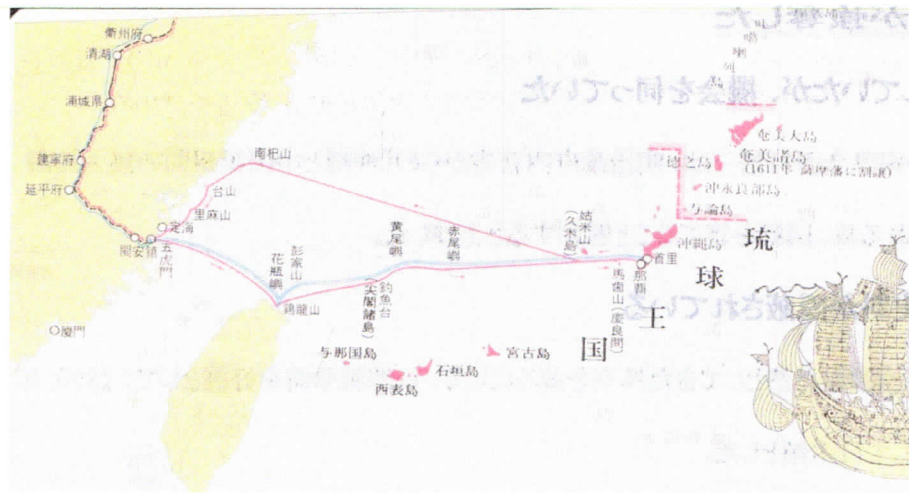 衢州府
清湖
浦城県
建寧府
延平府
閩安鎮
五虎門
定海
里麻山
台山
南杞山
厦門
花瓶嶼
彭家山
鶏龍山
釣魚台
(尖閣諸島)
黄尾嶼
赤尾嶼
姑米山
(久米島)
馬歯山(慶良間)
那覇
首里
沖縄島
与論島
沖永良部島
徳之島
奄美諸島
(1611年 薩摩藩に割譲)
奄美大島
与那国島
西表島
石垣島
宮古島
琉球王国